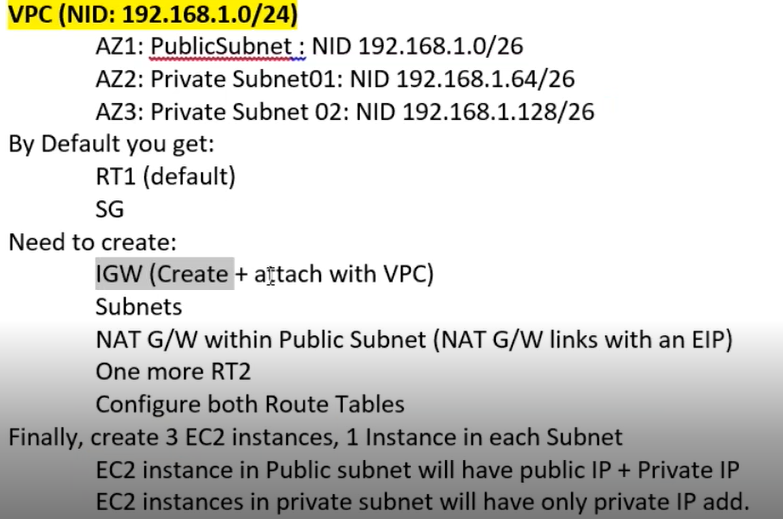 VPC (NID: 192.168.1.0/24)
AZ1: PublicSubnet : NID 192.168.1.0/26
AZ2: Private Subnet01: NID 192.168.1.64/26
AZ3: Private Subnet 02: NID 192.168.1.128/26
By Default you get:
RT1 (default)
SG
Need to create:
IGW (Create + attach with VPC)
Subnets
NAT G/W within Public Subnet (NAT G/W links with an EIP)
One more RT2
Configure both Route Tables
Finally, create 3 EC2 instances, 1 Instance in each Subnet
EC2 instance in Public subnet will have public IP + Private IP
EC2 instances in private subnet will have only private IP add.